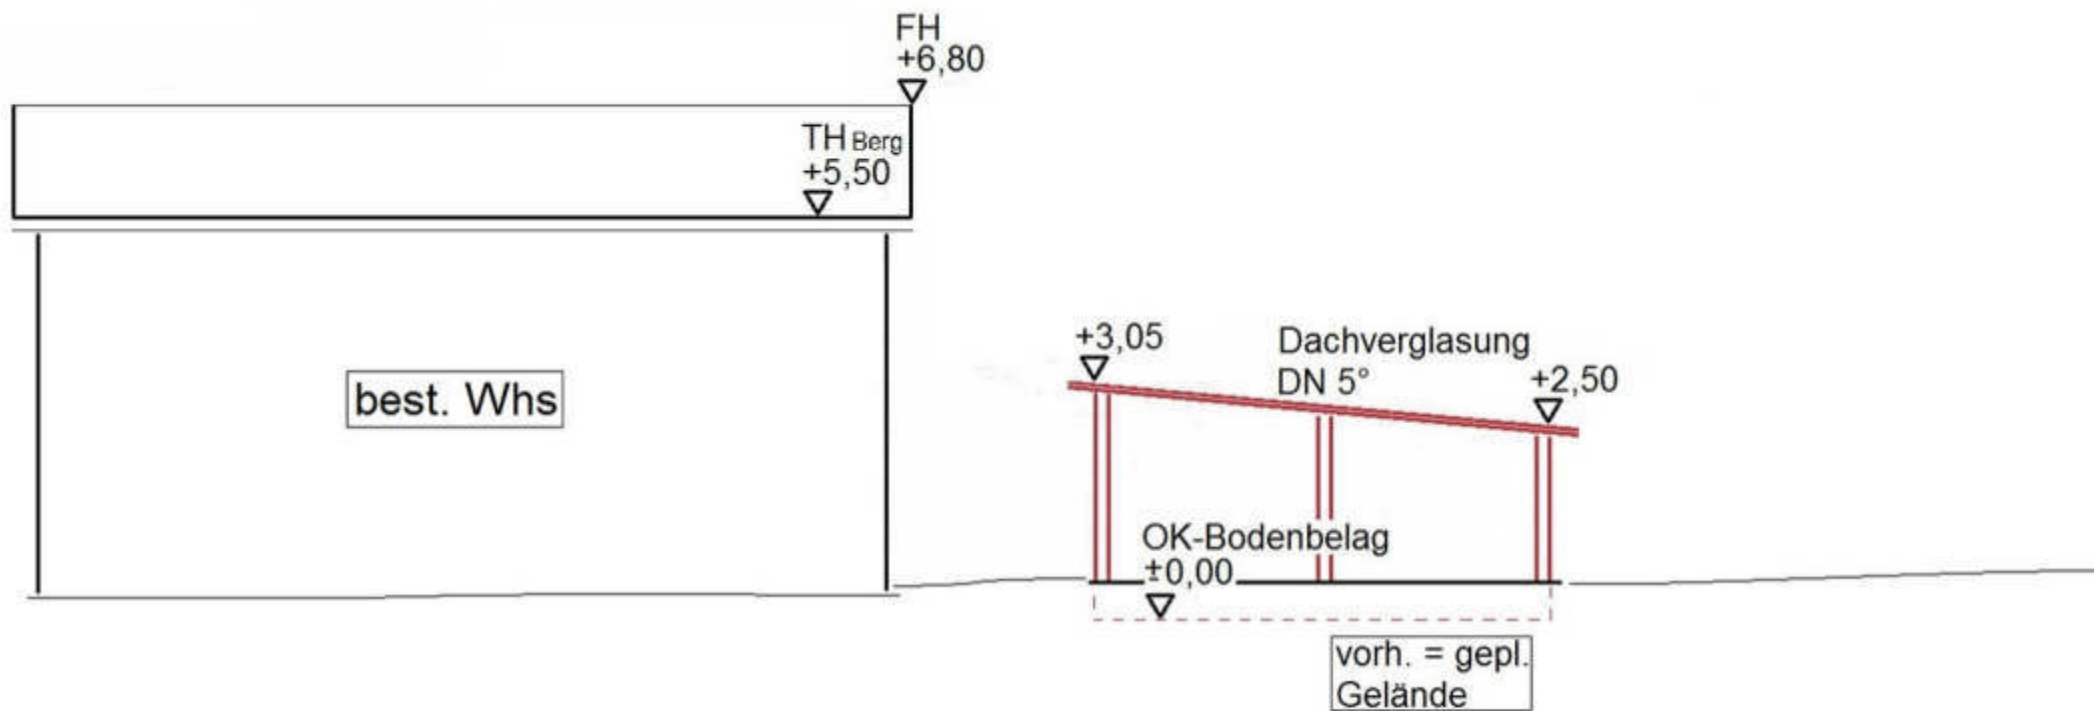 FH
+6,80
TH Berg
+5,50
best. Whs
+3,05
Dachverglasung
DN 5°
+2,50
OK-Bodenbelag
±0,00
vorh. = gepl.
Gelände